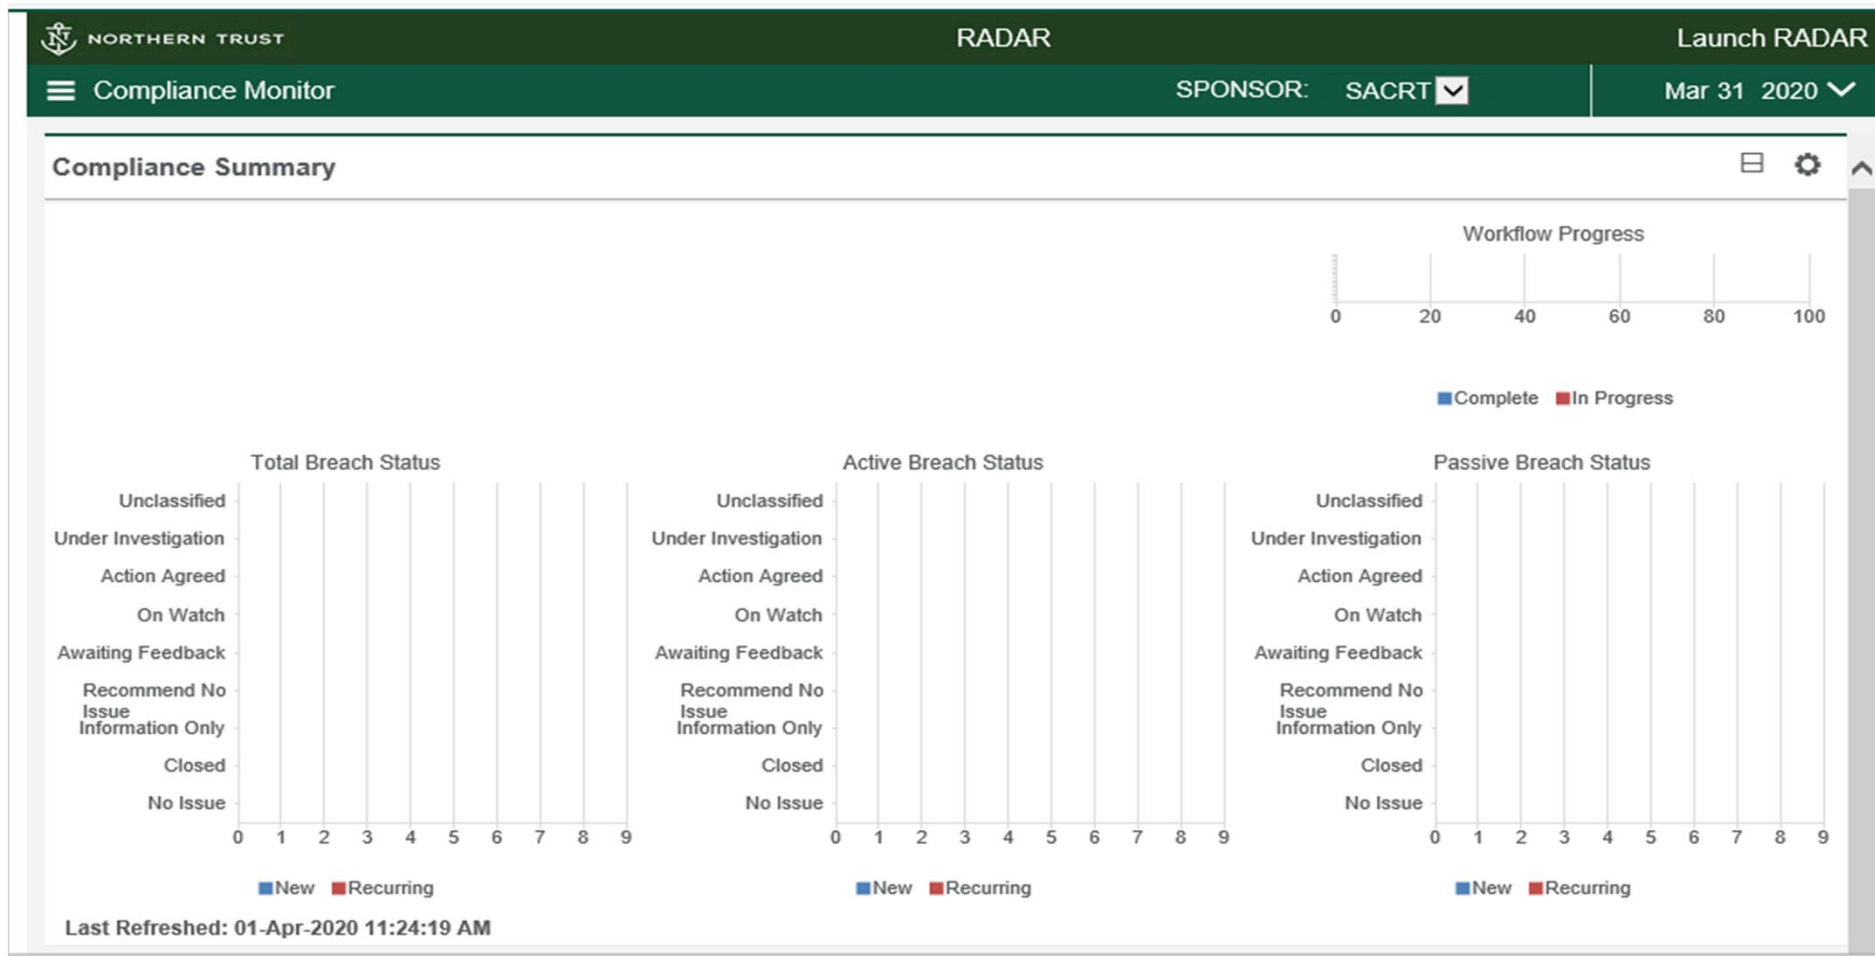 NORTHERN TRUST RADAR Launch RADAR
Compliance Monitor SPONSOR: SACRT Mar 31 2020
Compliance Summary
Workflow Progress
0 20 40 60 80 100
Complete In Progress
Total Breach Status
Unclassified
Under Investigation
Action Agreed
On Watch
Awaiting Feedback
Recommend No
Issue
Information Only
Closed
No Issue
0 1 2 3 4 5 6 7 8 9
New Recurring
Active Breach Status
Unclassified
Under Investigation
Action Agreed
On Watch
Awaiting Feedback
Recommend No
Issue
Information Only
Closed
No Issue
0 1 2 3 4 5 6 7 8 9
New Recurring
Passive Breach Status
Unclassified
Under Investigation
Action Agreed
On Watch
Awaiting Feedback
Recommend No
Issue
Information Only
Closed
No Issue
0 1 2 3 4 5 6 7 8 9
New Recurring
Last Refreshed: 01-Apr-2020 11:24:19 AM